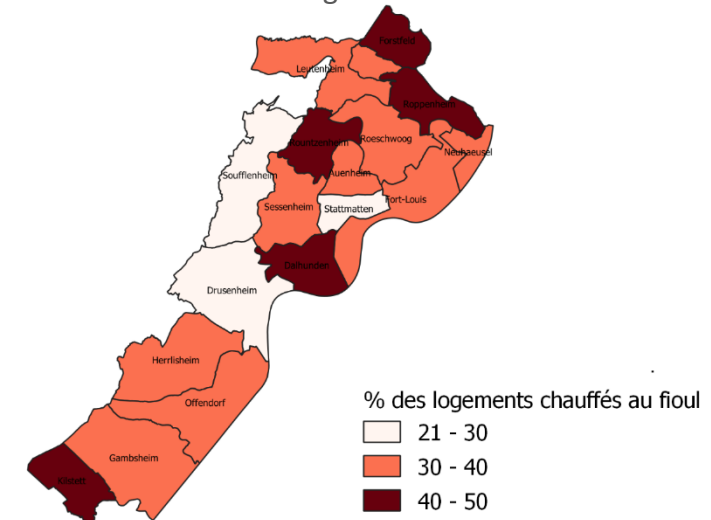 Forstfeld
Leutenheim
Roppenheim
Rountzenheim
Roeschwoog
Neuhaeusel
Auenheim
Soufflenheim
Fort-Louis
Sessenheim
Stattmatten
Dalhunden
Drusenheim
Herrlisheim
Offendorf
Gambsheim
Kilstett
% des logements chauffés au fioul
21 - 30
30 - 40
40 - 50